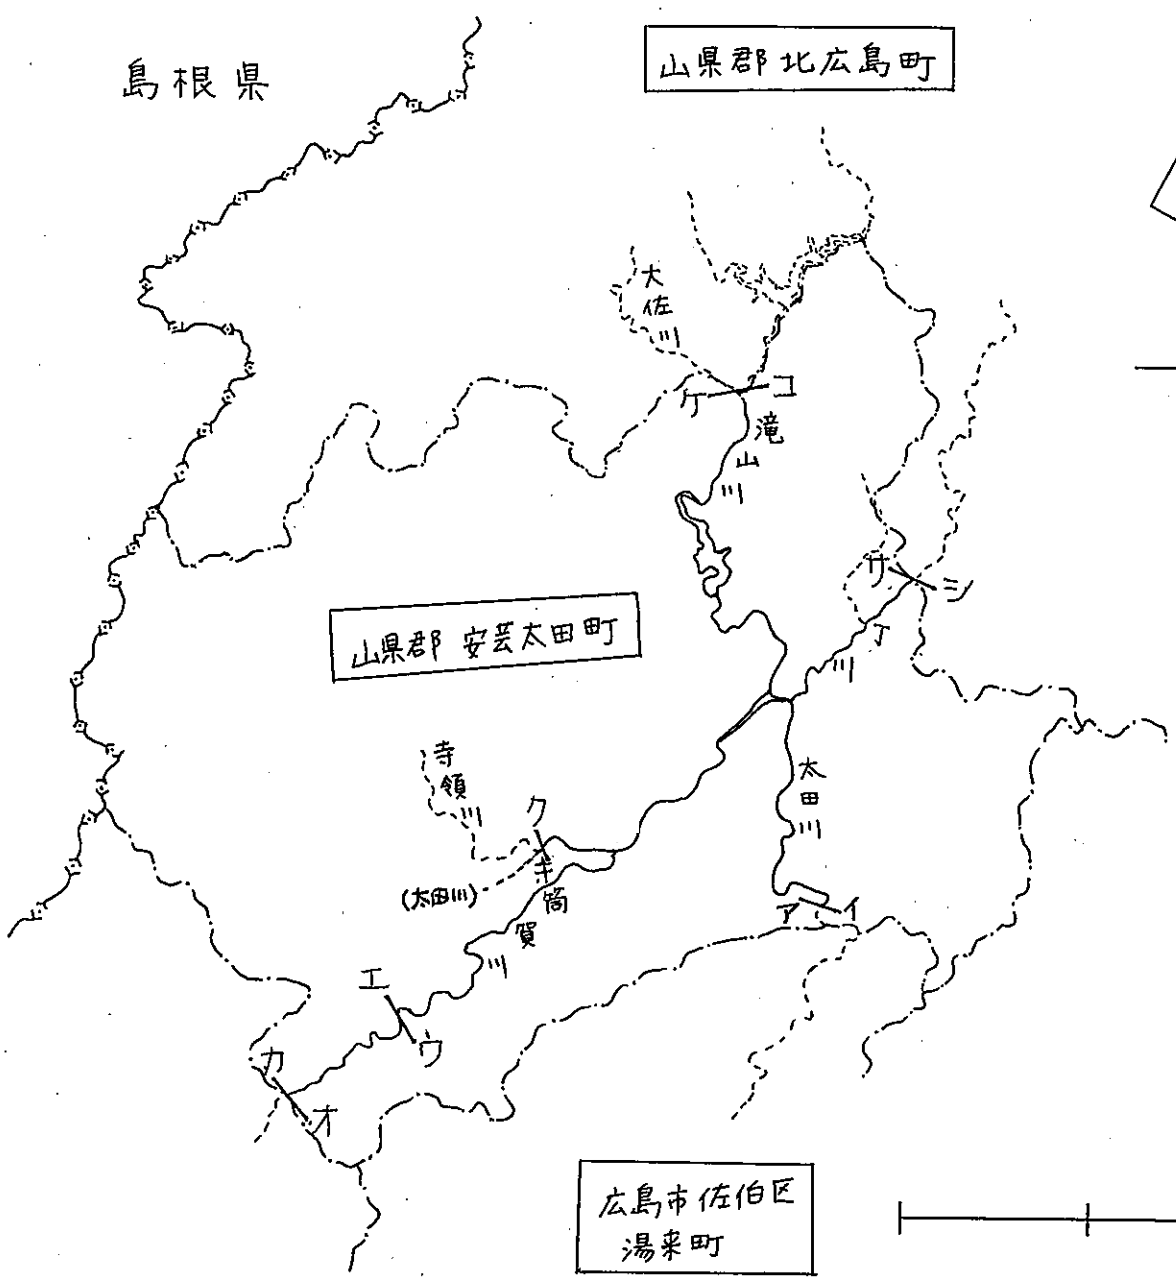 島根県
山県郡 北広島町
大佐川
ケ
コ
滝山川
サ
シ
丁川
山県郡 安芸太田町
寺領川
ク
キ
(太田川)
筒賀川
太田川
ア
イ
エ
ウ
カ
オ
広島市佐伯区
湯来町